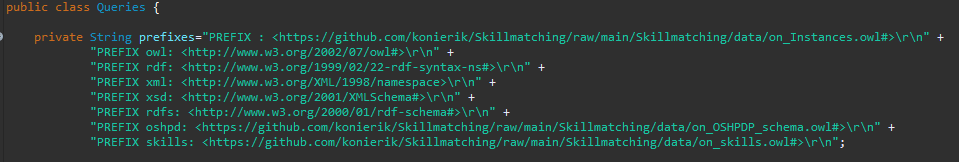 public class Queries {
private String prefixes="PREFIX : <https://github.com/konierik/Skillmatching/raw/main/Skillmatching/data/on_Instances.owl#>\r\n" +
"PREFIX owl: <http://www.w3.org/2002/07/owl#>\r\n" +
"PREFIX rdf: <http://www.w3.org/1999/02/22-rdf-syntax-ns#>\r\n" +
"PREFIX xml: <http://www.w3.org/XML/1998/namespace>\r\n" +
"PREFIX xsd: <http://www.w3.org/2001/XMLSchema#>\r\n" +
"PREFIX rdfs: <http://www.w3.org/2000/01/rdf-schema#>\r\n" +
"PREFIX oshpd: <https://github.com/konierik/Skillmatching/raw/main/Skillmatching/data/on_OSHPDP_schema.owl#>\r\n" +
"PREFIX skills: <https://github.com/konierik/Skillmatching/raw/main/Skillmatching/data/on_skills.owl#>\r\n";